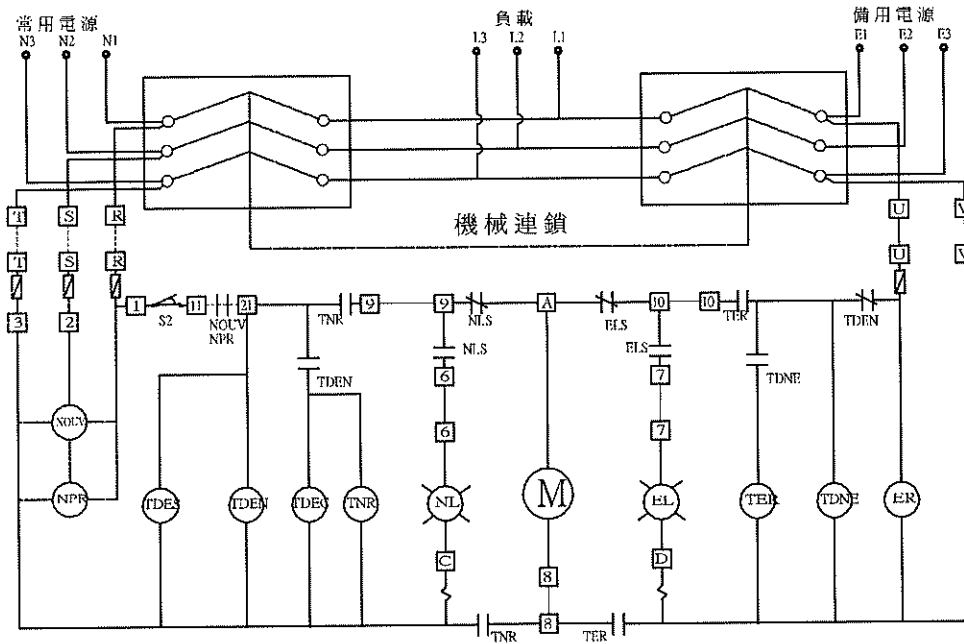 常用電源
N3 N2 N1
負載
L3 L2 L1
備用電源
E1 E2 E3
機械連鎖
T S R
U V
T S R
U V
3 2
1 S2 11 NOUV NPR 21 TNR 9 9 NLS A ELS 10 10 TER TDEN
TDEN
NLS
ELS
TDNE
6 7
6 7
NOUV
NPR
TDES TDEN TDEC TNR NL M EL TER TDNE ER
C D
8
TNR 8 TER